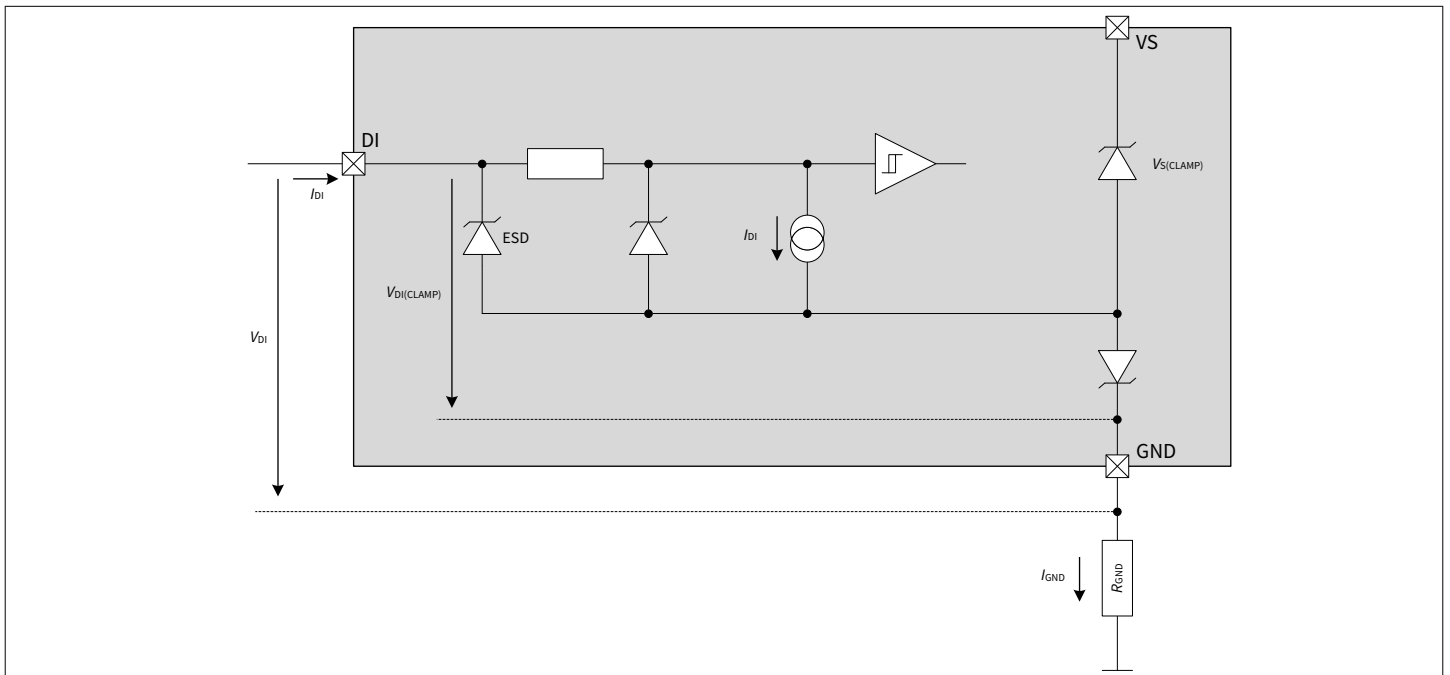 VS
DI
VS(CLAMP)
IDI
ESD
IDI
VDI(CLAMP)
VDI
GND
IGND
RGND